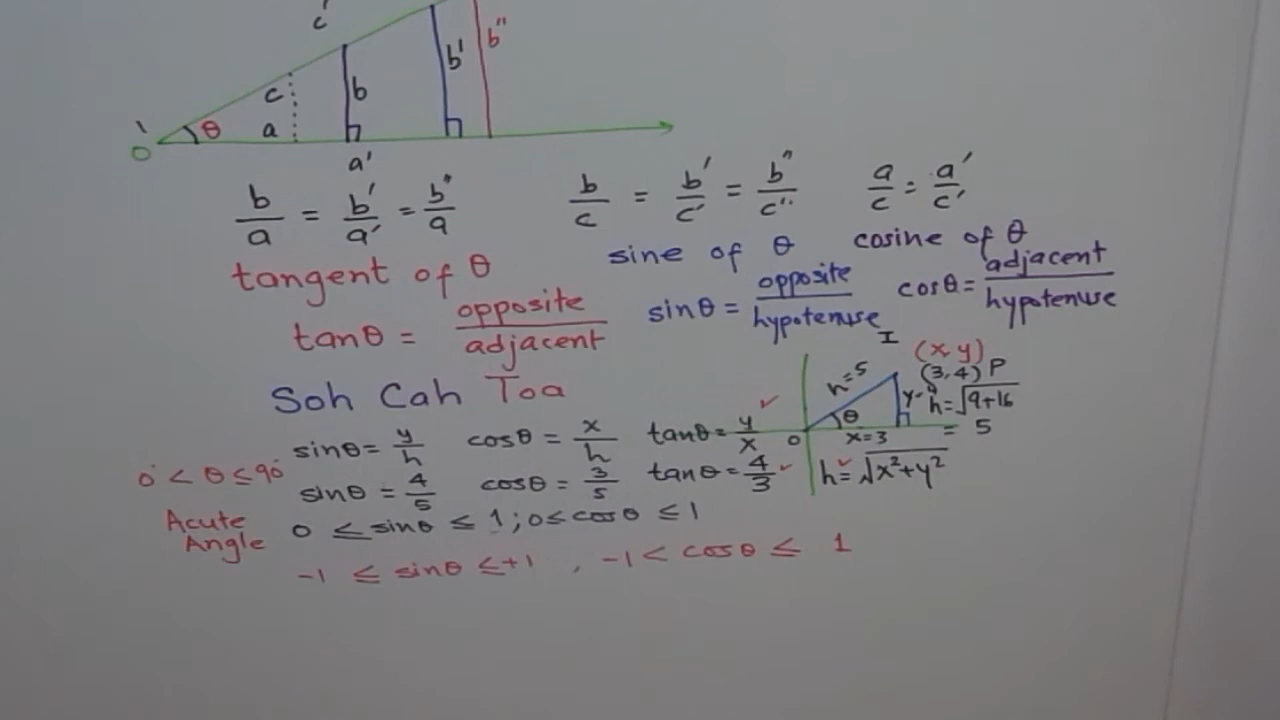 c'
c b b' b"
O θ a
a'
b/a = b'/a' = b"/a b/c = b'/c' = b"/c" a/c = a'/c'
tangent of θ sine of θ cosine of θ
tanθ = opposite/adjacent sinθ = opposite/hypotenuse cosθ = adjacent/hypotenuse
Soh Cah Toa
I (x, y)
h=5 (3,4) P
θ h=√9+16
O x=3 = 5
h=√x²+y²
sinθ = y/h cosθ = x/h tanθ = y/x
0° < θ ≤ 90° sinθ = 4/5 cosθ = 3/5 tanθ = 4/3
Acute Angle 0 ≤ sinθ ≤ 1 ; 0 ≤ cosθ ≤ 1
-1 ≤ sinθ ≤ +1 , -1 < cosθ ≤ 1